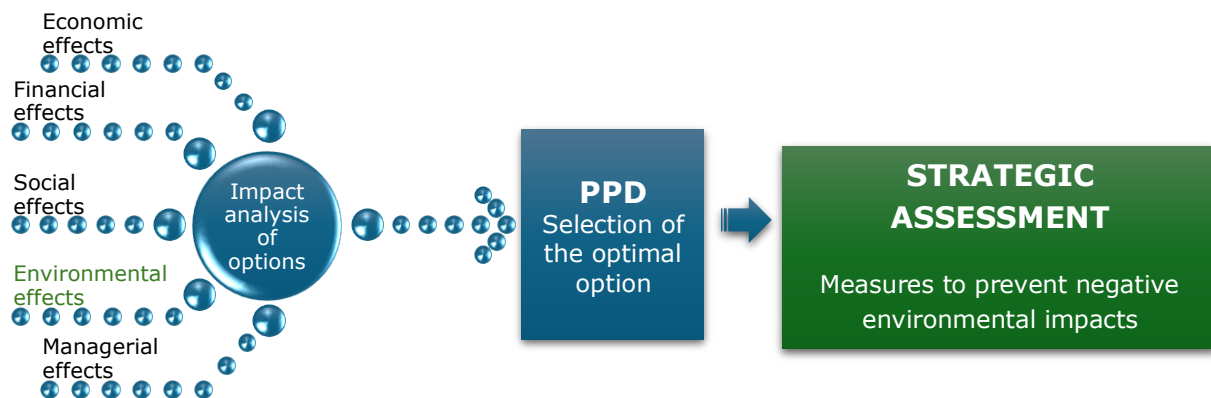 Economic
effects
Financial
effects
Social
effects
Environmental
effects
Managerial
effects
Impact
analysis
of
options
PPD
Selection of
the optimal
option
STRATEGIC
ASSESSMENT
Measures to prevent negative
environmental impacts